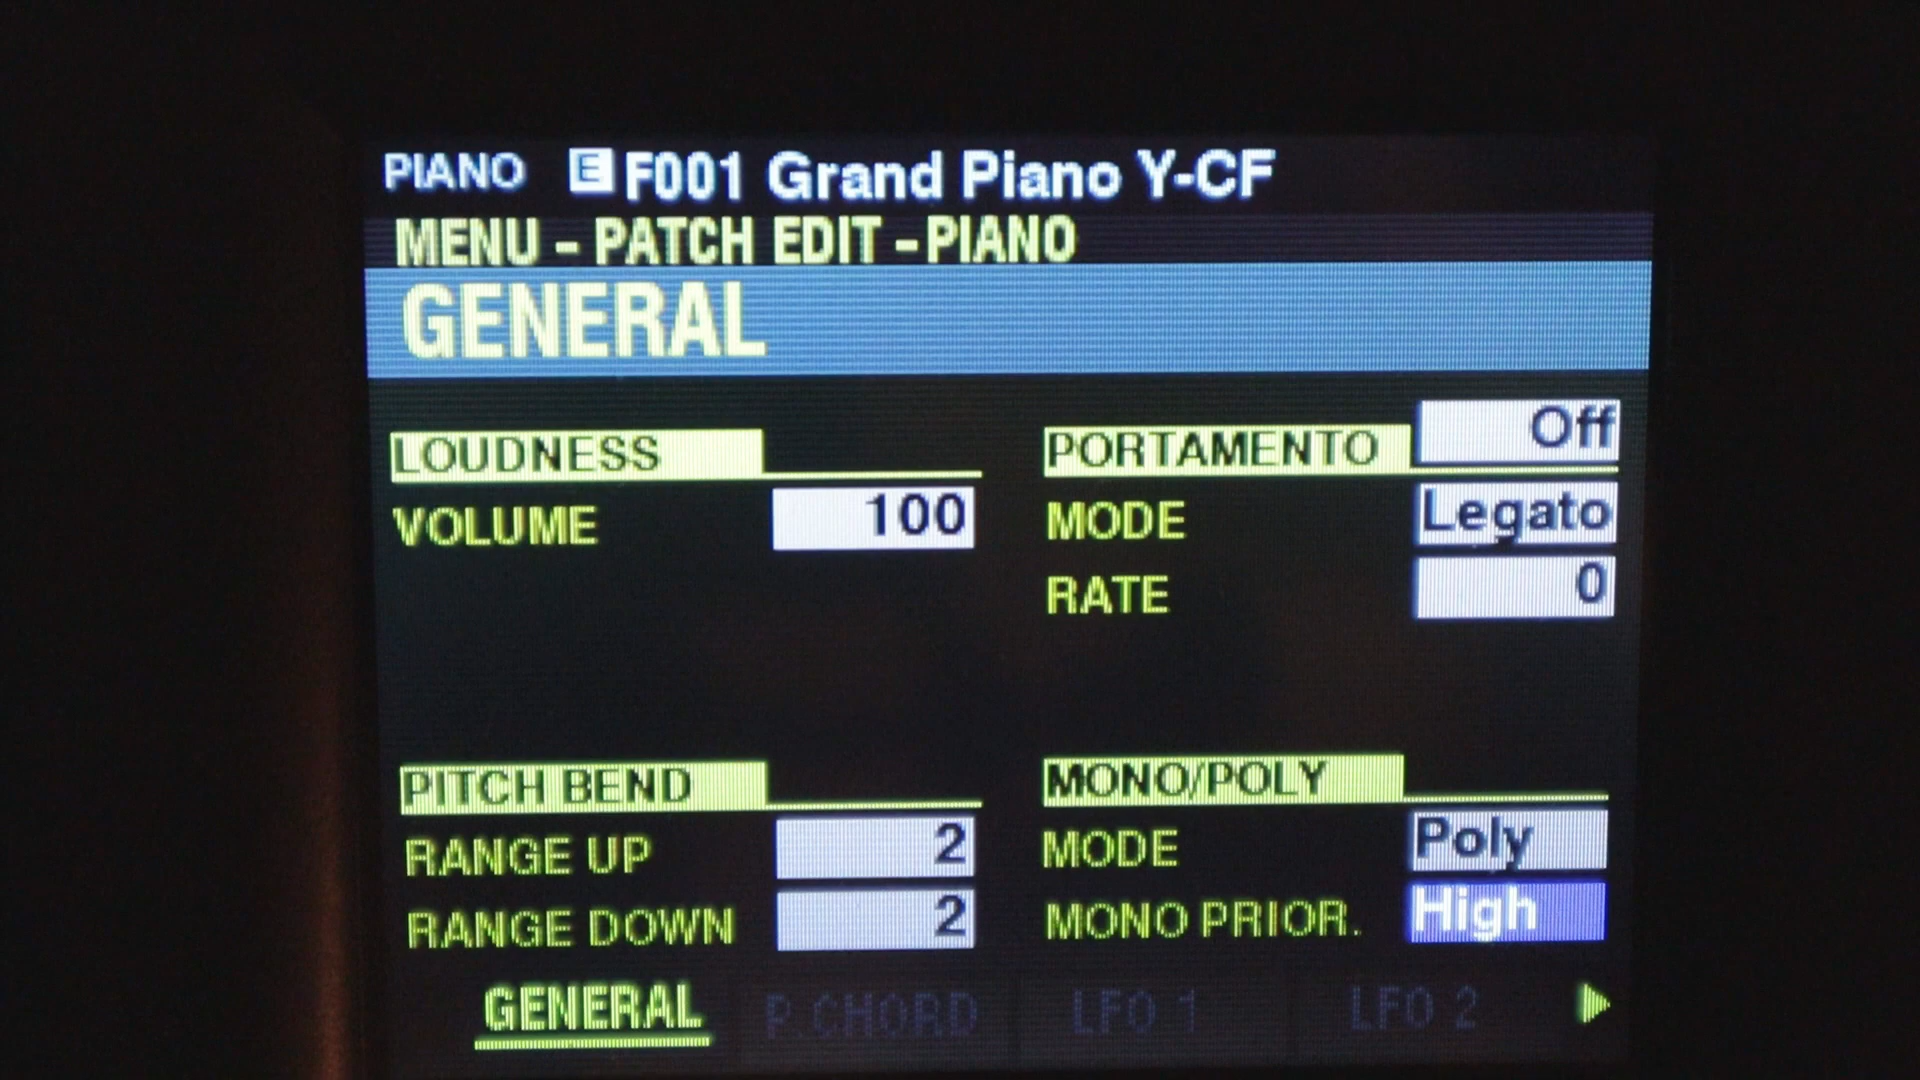 PIANO E F001 Grand Piano Y-CF
MENU - PATCH EDIT - PIANO
GENERAL
LOUDNESS
VOLUME 100
PORTAMENTO Off
MODE Legato
RATE 0
PITCH BEND
RANGE UP 2
RANGE DOWN 2
MONO/POLY
MODE Poly
MONO PRIOR. High
GENERAL P.CHORD LFO 1 LFO 2